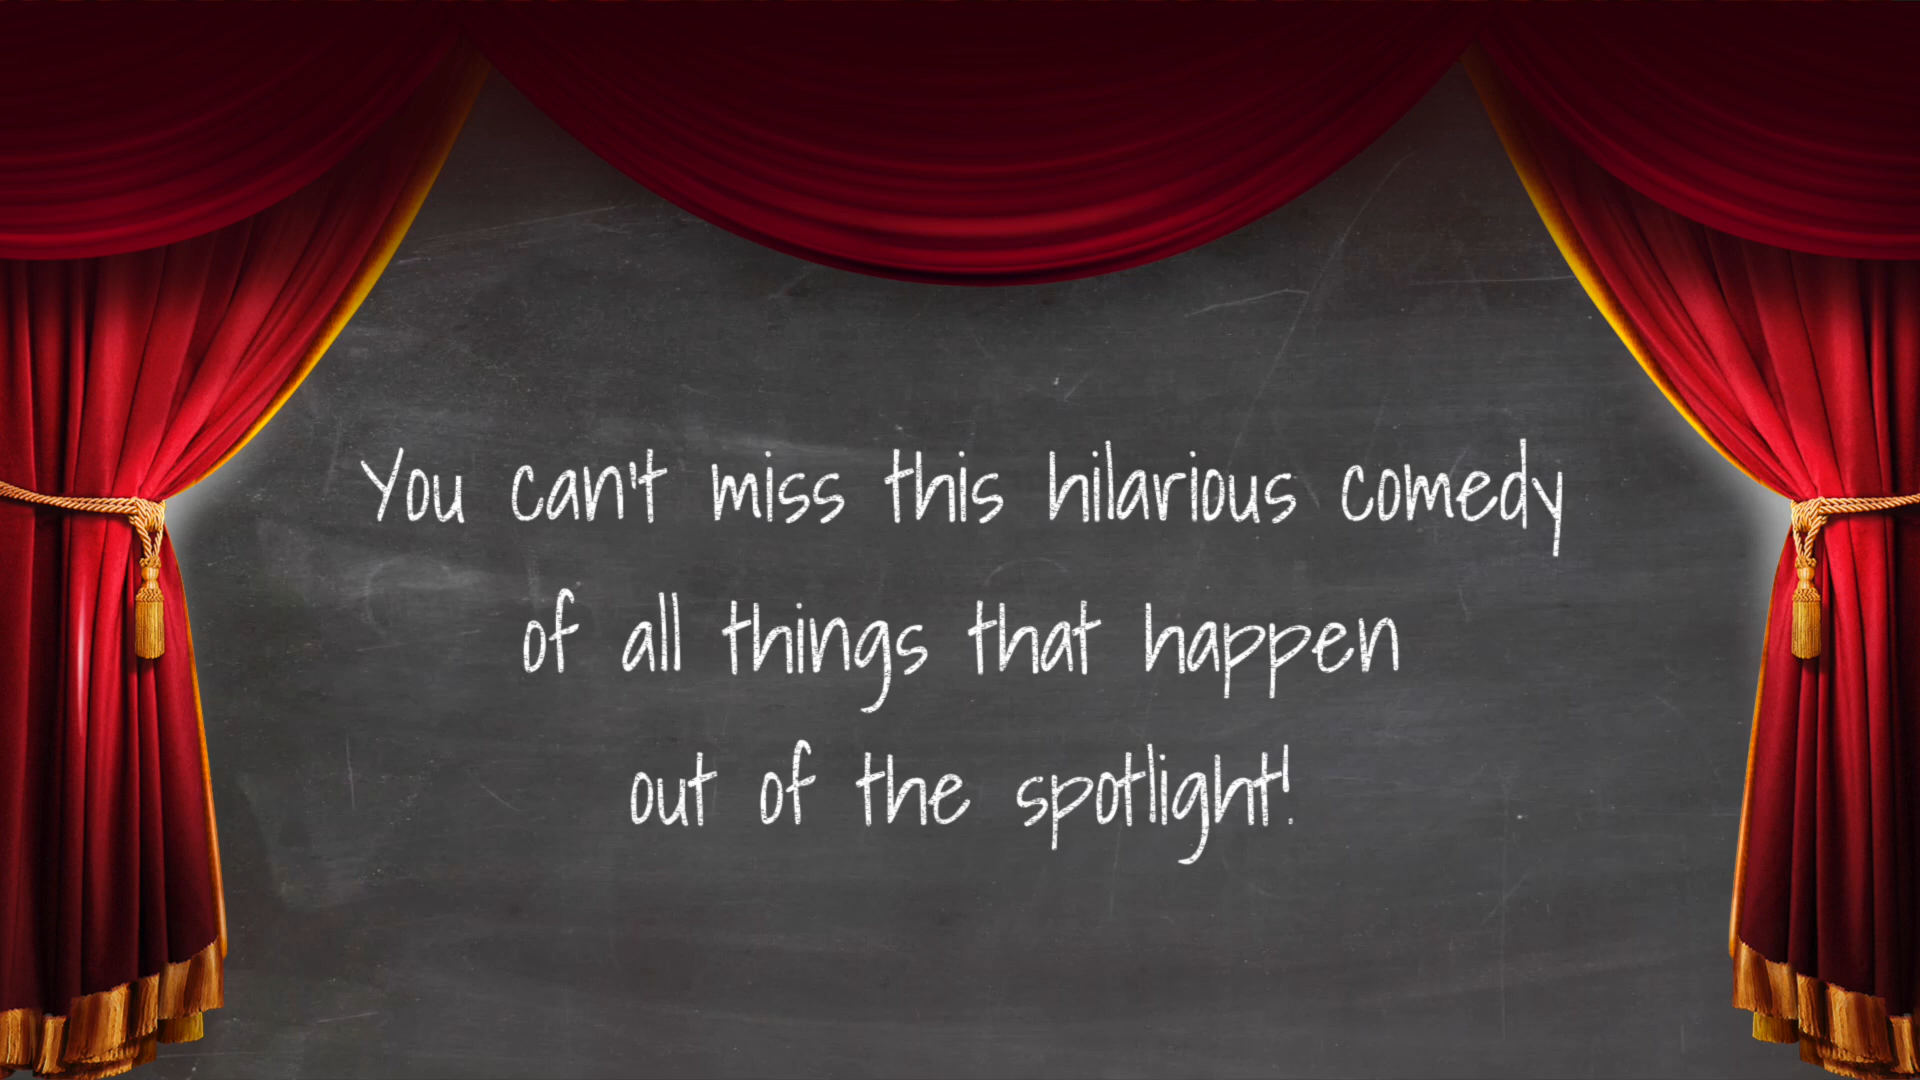 You can't miss this hilarious comedy
of all things that happen
out of the spotlight!